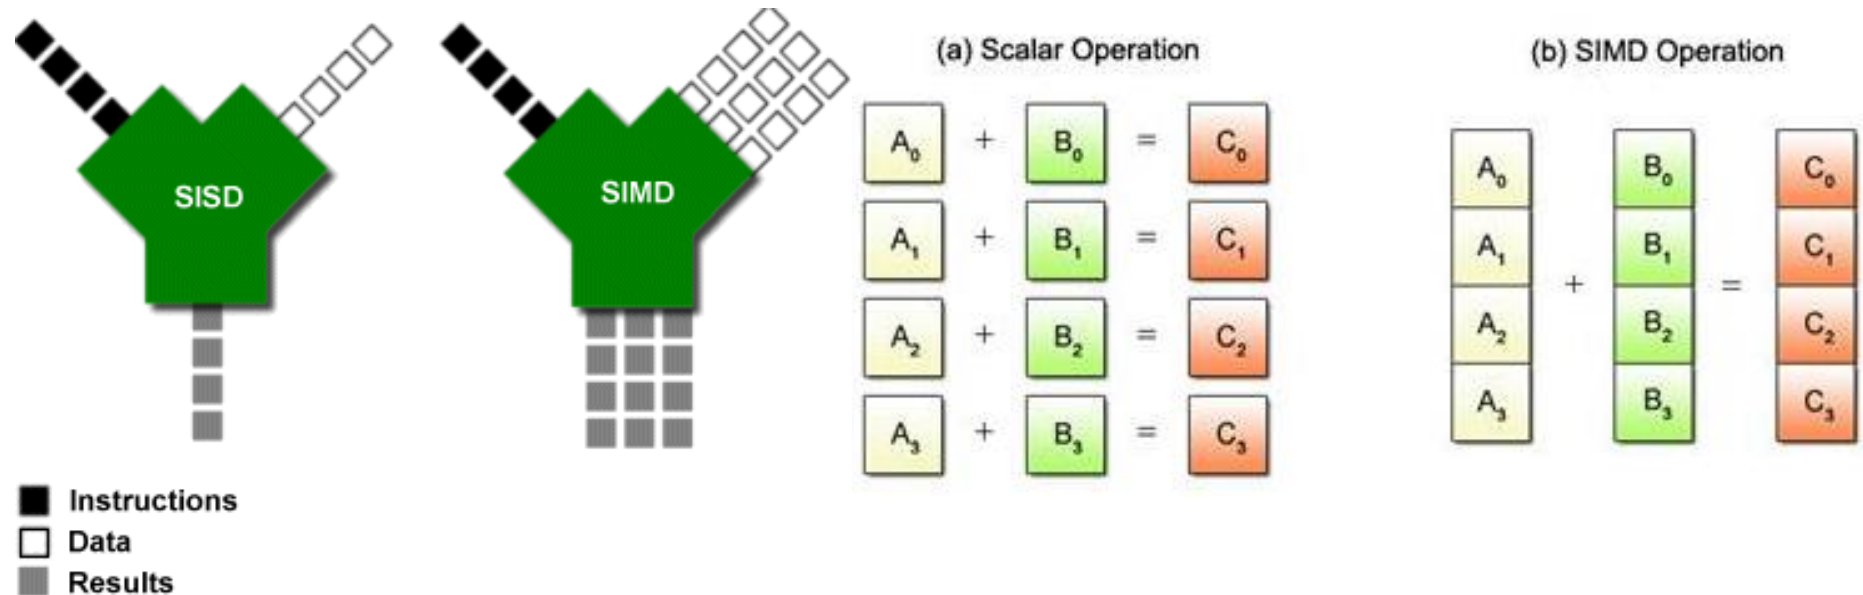 SISD
SIMD
Instructions
Data
Results
(a) Scalar Operation
A₀ + B₀ = C₀
A₁ + B₁ = C₁
A₂ + B₂ = C₂
A₃ + B₃ = C₃
(b) SIMD Operation
A₀ B₀ C₀
A₁ B₁ C₁
+ =
A₂ B₂ C₂
A₃ B₃ C₃